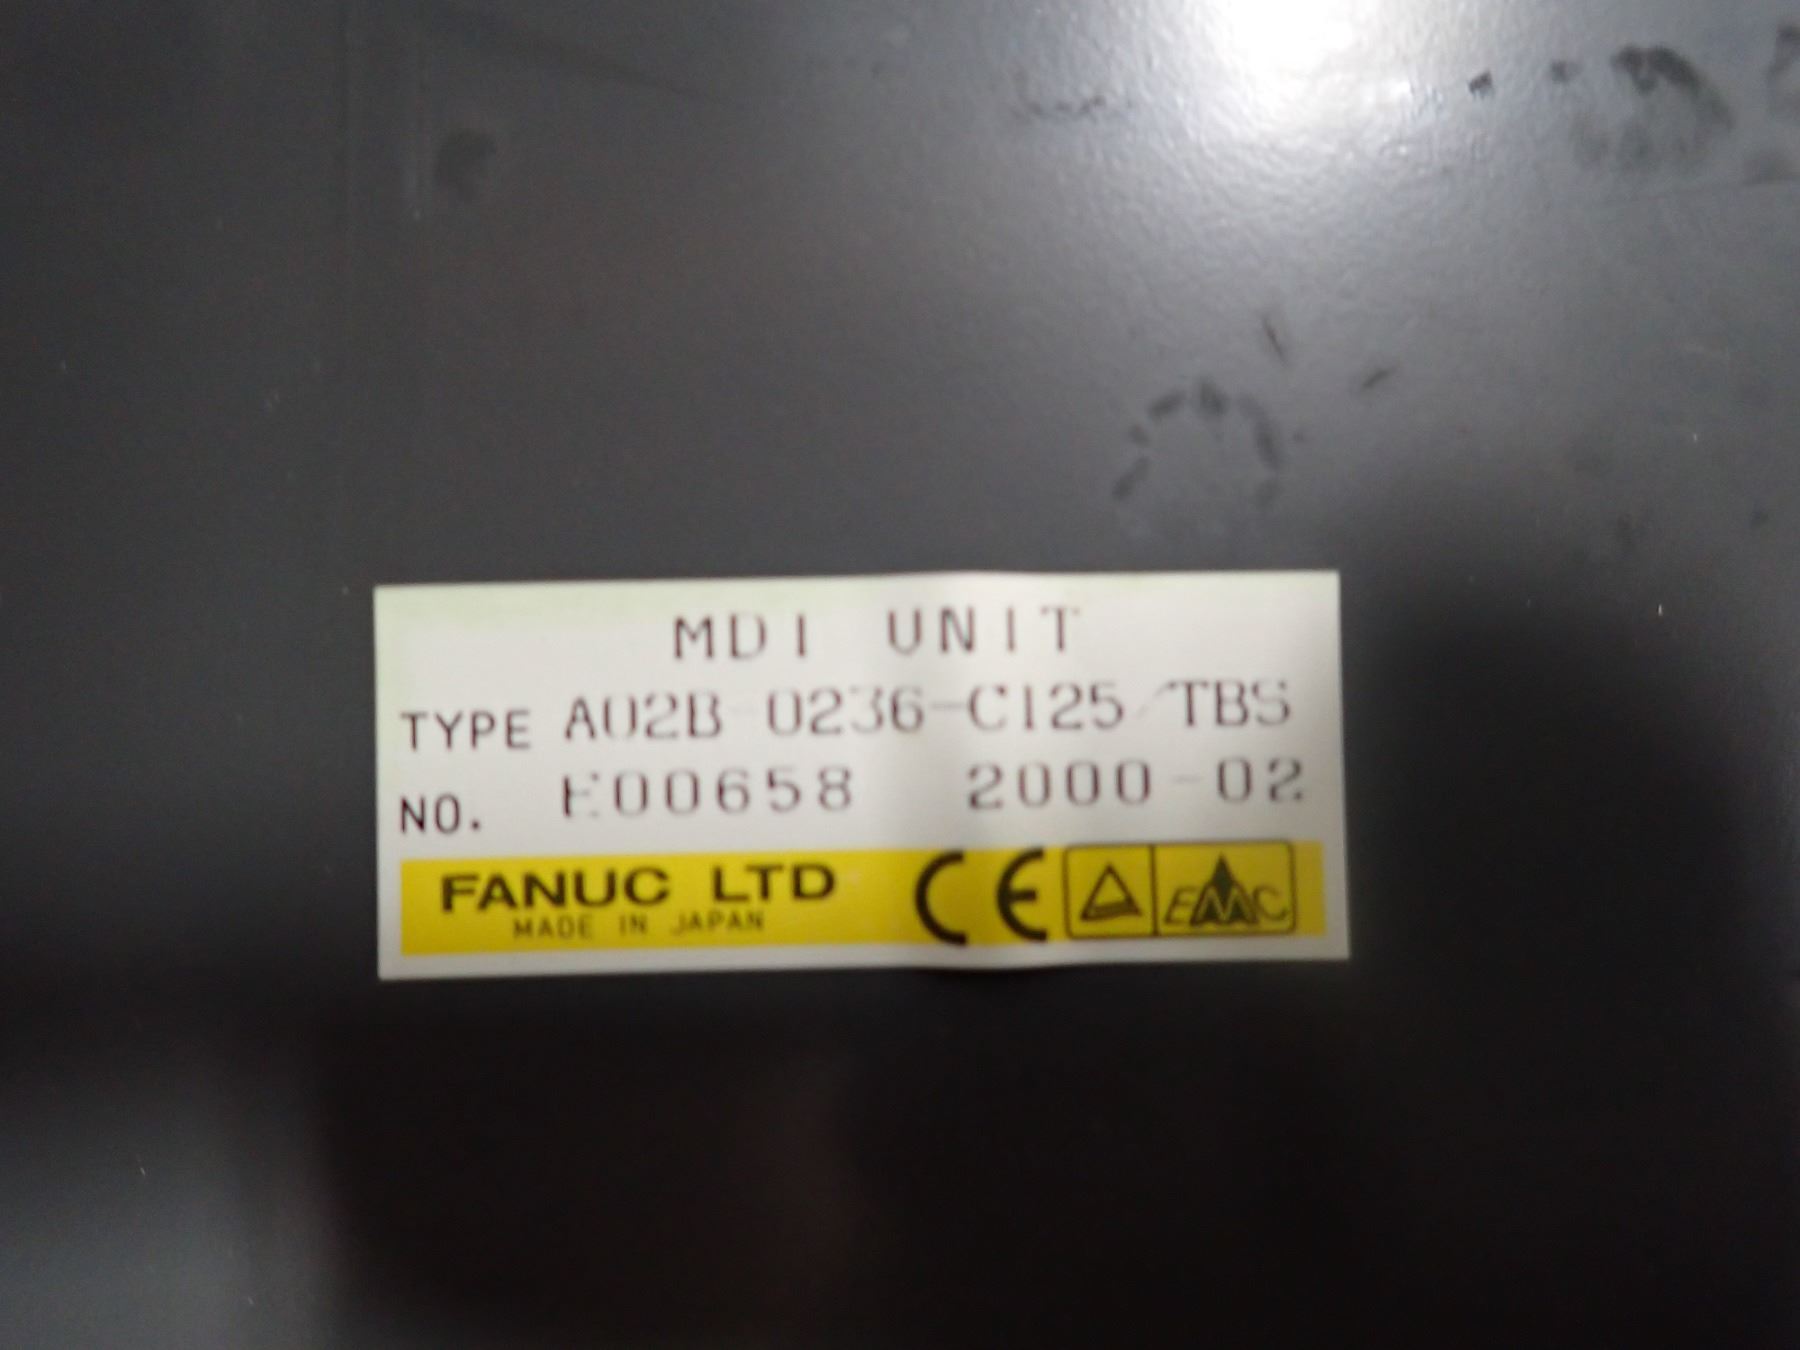 MDI UNIT
TYPE A02B-0236-C125/TBS
NO. E00658 2000-02
FANUC LTD CE EMC
MADE IN JAPAN